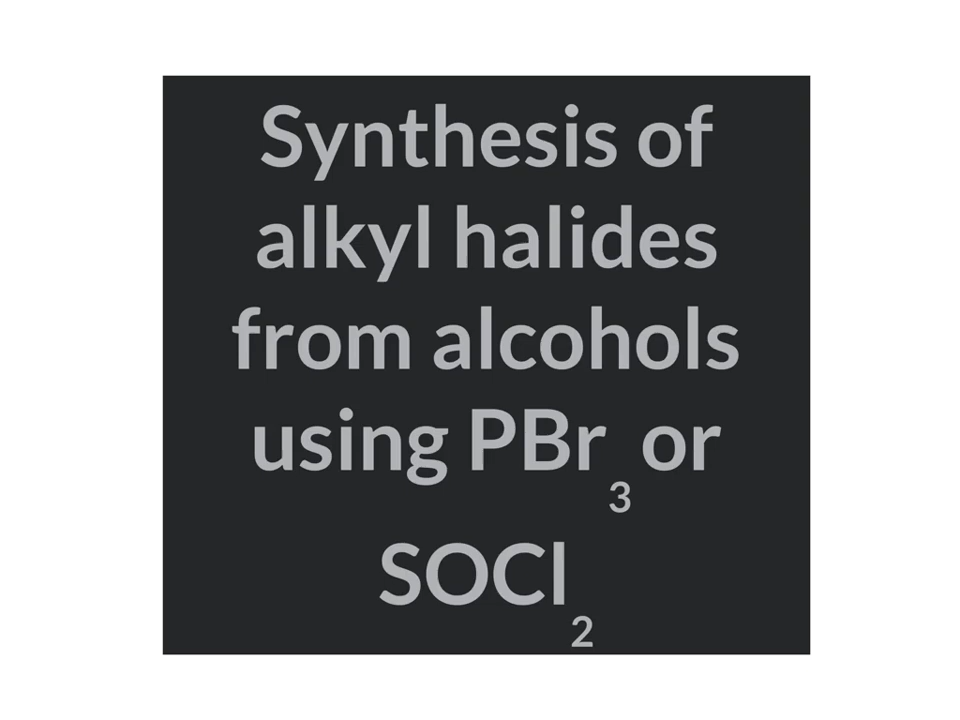 Synthesis of
alkyl halides
from alcohols
using PBr₃ or
SOCl₂